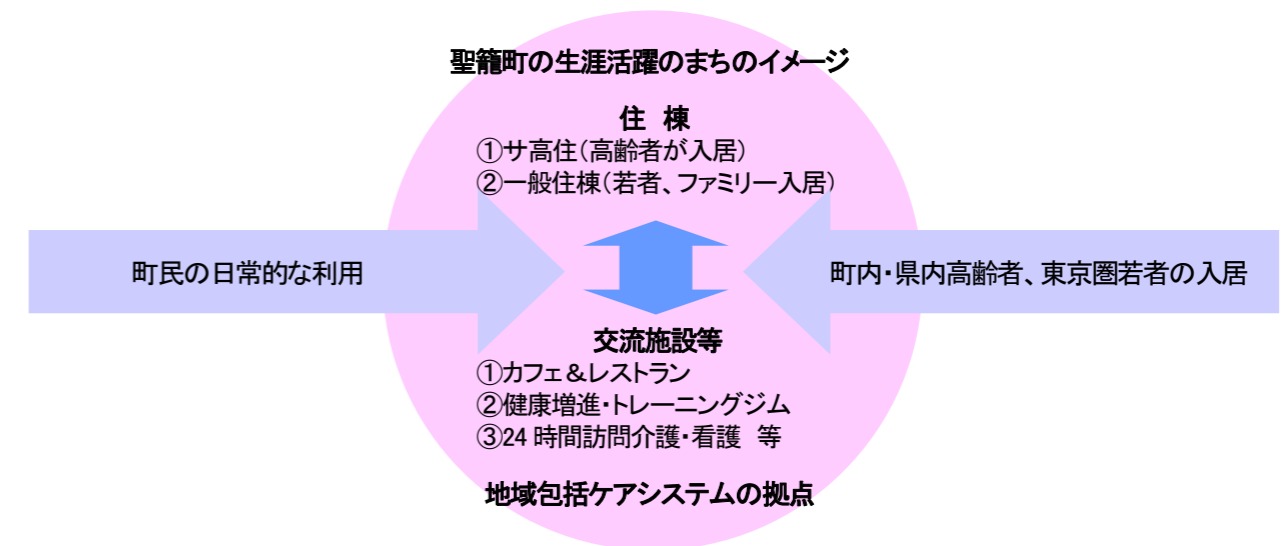 聖籠町の生涯活躍のまちのイメージ
住 棟
①サ高住(高齢者が入居)
②一般住棟(若者、ファミリー入居)
町民の日常的な利用
町内・県内高齢者、東京圏若者の入居
交流施設等
①カフェ&レストラン
②健康増進・トレーニングジム
③24 時間訪問介護・看護 等
地域包括ケアシステムの拠点